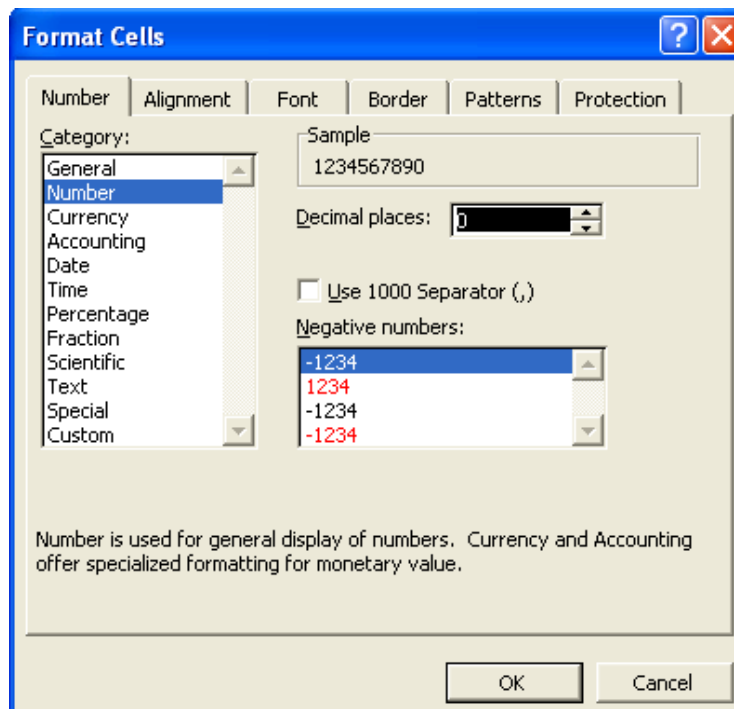 Format Cells
?
Number Alignment Font Border Patterns Protection
Category:
General
Number
Currency
Accounting
Date
Time
Percentage
Fraction
Scientific
Text
Special
Custom
Sample
1234567890
Decimal places: 0
Use 1000 Separator (,)
Negative numbers:
-1234
1234
-1234
-1234
Number is used for general display of numbers. Currency and Accounting
offer specialized formatting for monetary value.
OK Cancel